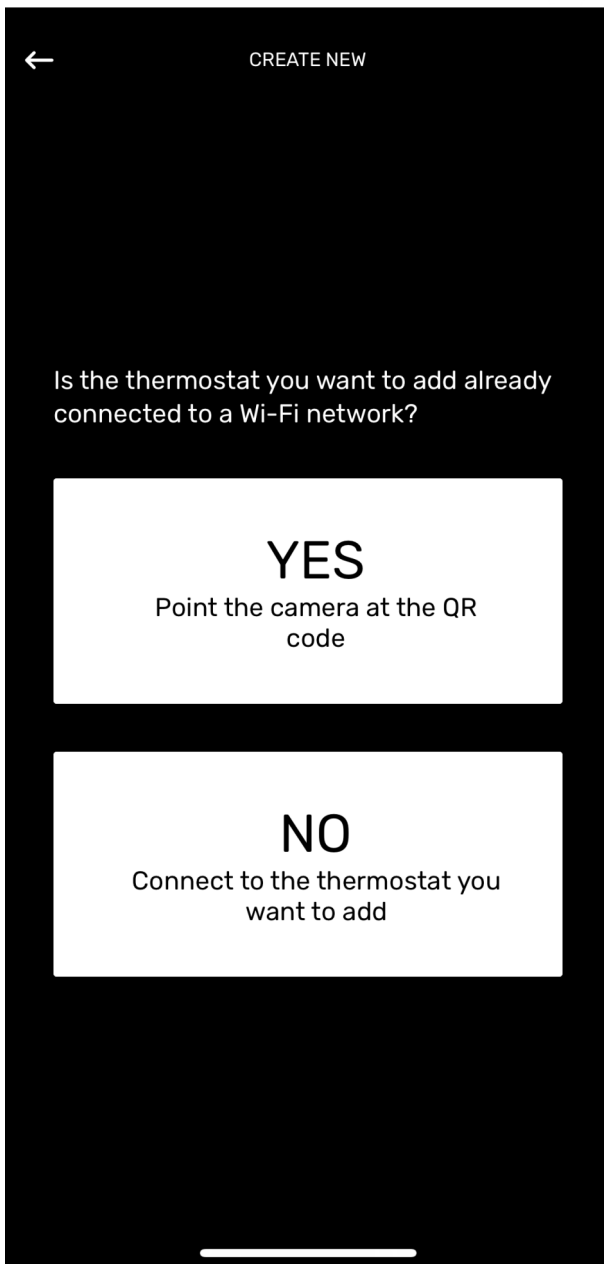 CREATE NEW
Is the thermostat you want to add already
connected to a Wi-Fi network?
YES
Point the camera at the QR
code
NO
Connect to the thermostat you
want to add